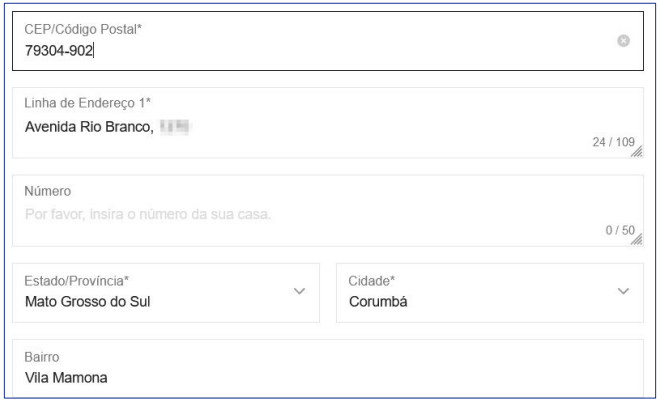 CEP/Código Postal*
79304-902
Linha de Endereço 1*
Avenida Rio Branco,
24 / 109
Número
Por favor, insira o número da sua casa.
0 / 50
Estado/Província*
Mato Grosso do Sul
Cidade*
Corumbá
Bairro
Vila Mamona